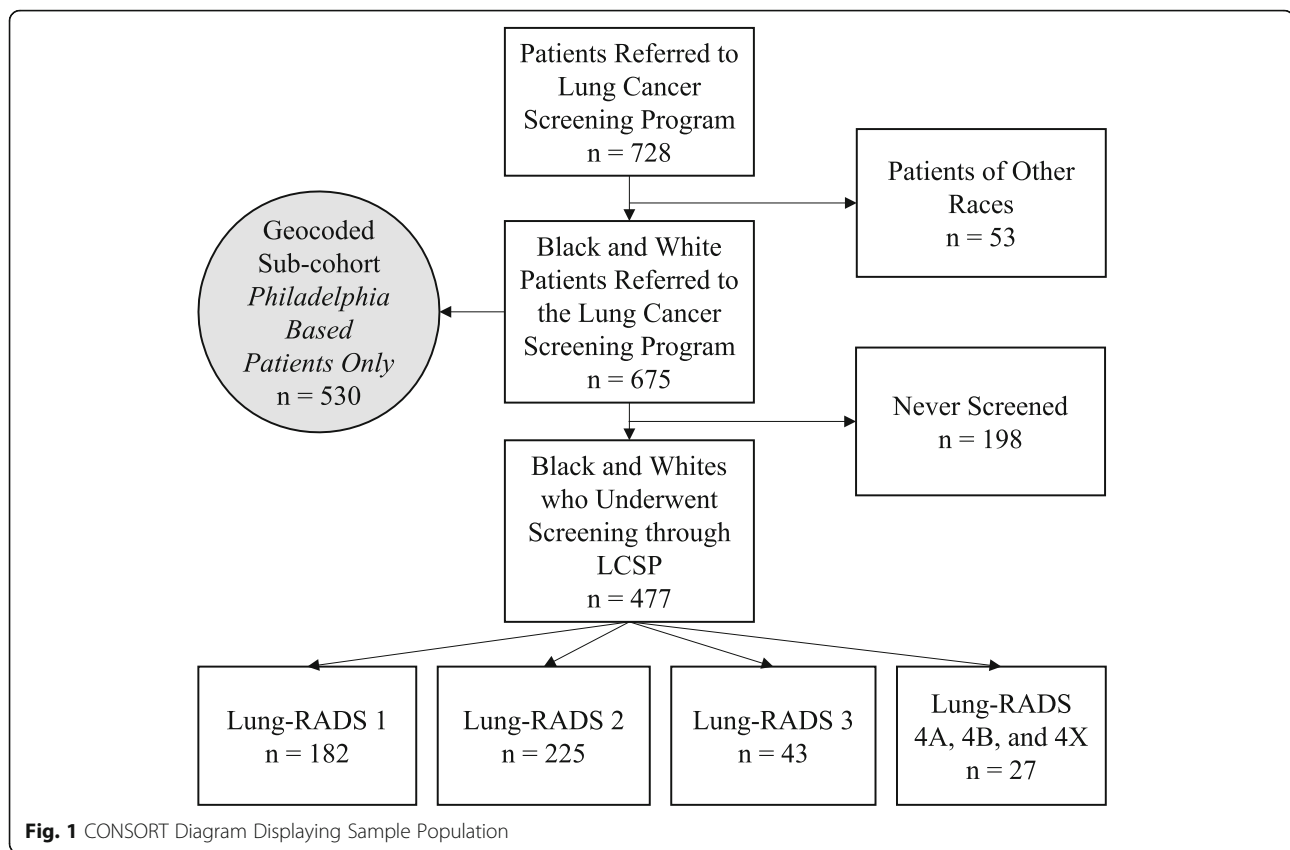 Patients Referred to
Lung Cancer
Screening Program
n = 728
Patients of Other
Races
n = 53
Geocoded
Sub-cohort
Philadelphia
Based
Patients Only
n = 530
Black and White
Patients Referred to
the Lung Cancer
Screening Program
n = 675
Never Screened
n = 198
Black and Whites
who Underwent
Screening through
LCSP
n = 477
Lung-RADS 1
n = 182
Lung-RADS 2
n = 225
Lung-RADS 3
n = 43
Lung-RADS
4A, 4B, and 4X
n = 27
Fig. 1 CONSORT Diagram Displaying Sample Population